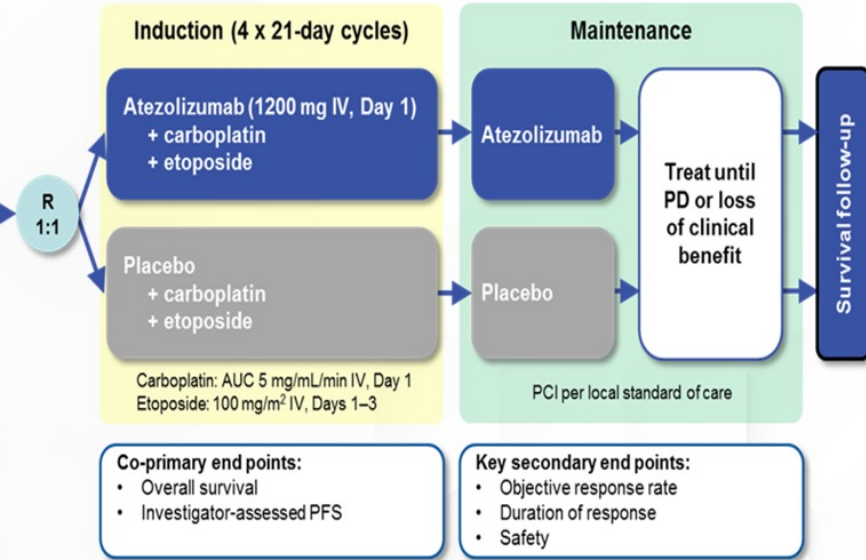 Induction (4 x 21-day cycles)
Maintenance
R
1:1
Atezolizumab (1200 mg IV, Day 1)
+ carboplatin
+ etoposide
Atezolizumab
Placebo
+ carboplatin
+ etoposide
Placebo
Treat until
PD or loss
of clinical
benefit
Survival follow-up
Carboplatin: AUC 5 mg/mL/min IV, Day 1
Etoposide: 100 mg/m² IV, Days 1–3
PCI per local standard of care
Co-primary end points:
• Overall survival
• Investigator-assessed PFS
Key secondary end points:
• Objective response rate
• Duration of response
• Safety